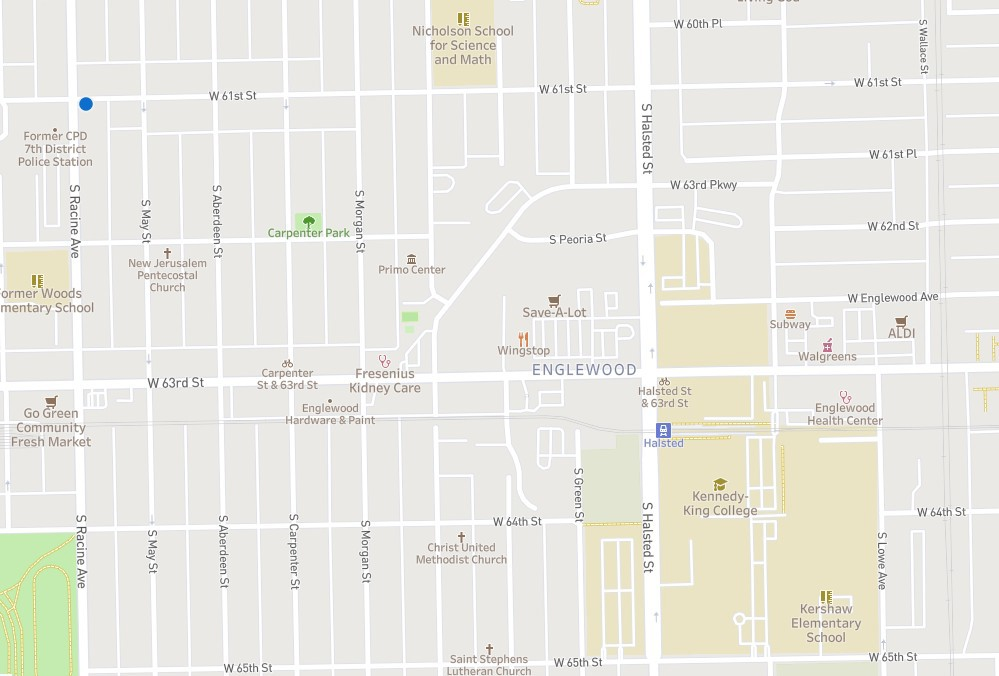 Living God
W 60th Pl
S Wallace St
Nicholson School
for Science
and Math
W 61st St
W 61st St
W 61st St
Former CPD
7th District
Police Station
S Halsted St
W 61st Pl
W 63rd Pkwy
S Racine Ave
S May St
S Aberdeen St
S Morgan St
Carpenter Park
W 62nd St
S Peoria St
New Jerusalem
Pentecostal
Church
Primo Center
Former Woods
mentary School
W Englewood Ave
Save-A-Lot
Subway
ALDI
Wingstop
Walgreens
ENGLEWOOD
W 63rd St
Carpenter
St & 63rd St
Fresenius
Kidney Care
Halsted St
& 63rd St
Go Green
Community
Fresh Market
Englewood
Hardware & Paint
Englewood
Health Center
Halsted
S Green St
Kennedy-
King College
W 64th St
W 64th St
S Racine Ave
S May St
S Aberdeen St
S Carpenter St
S Morgan St
S Halsted St
S Lowe Ave
Christ United
Methodist Church
Kershaw
Elementary
School
W 65th St
Saint Stephens
Lutheran Church
W 65th St
W 65th St